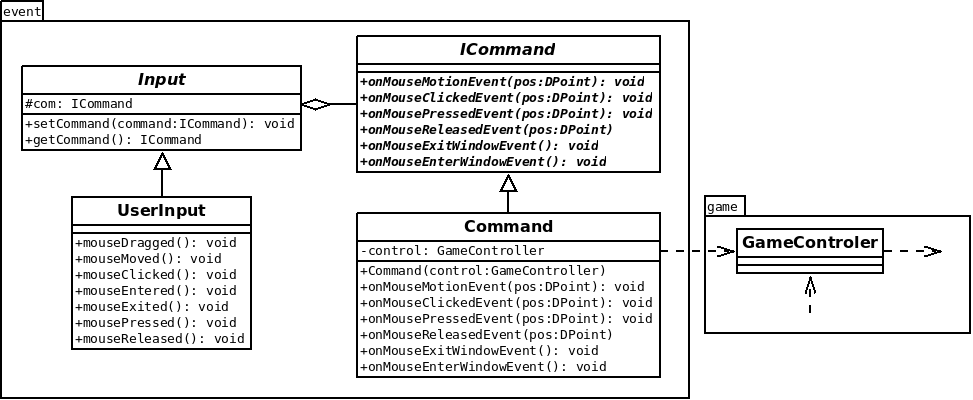 event
Input
#com: ICommand
+setCommand(command:ICommand): void
+getCommand(): ICommand
ICommand
+onMouseMotionEvent(pos:DPoint): void
+onMouseClickedEvent(pos:DPoint): void
+onMousePressedEvent(pos:DPoint): void
+onMouseReleasedEvent(pos:DPoint)
+onMouseExitWindowEvent(): void
+onMouseEnterWindowEvent(): void
UserInput
+mouseDragged(): void
+mouseMoved(): void
+mouseClicked(): void
+mouseEntered(): void
+mouseExited(): void
+mousePressed(): void
+mouseReleased(): void
Command
-control: GameController
+Command(control:GameController)
+onMouseMotionEvent(pos:DPoint): void
+onMouseClickedEvent(pos:DPoint): void
+onMousePressedEvent(pos:DPoint): void
+onMouseReleasedEvent(pos:DPoint)
+onMouseExitWindowEvent(): void
+onMouseEnterWindowEvent(): void
game
GameControler